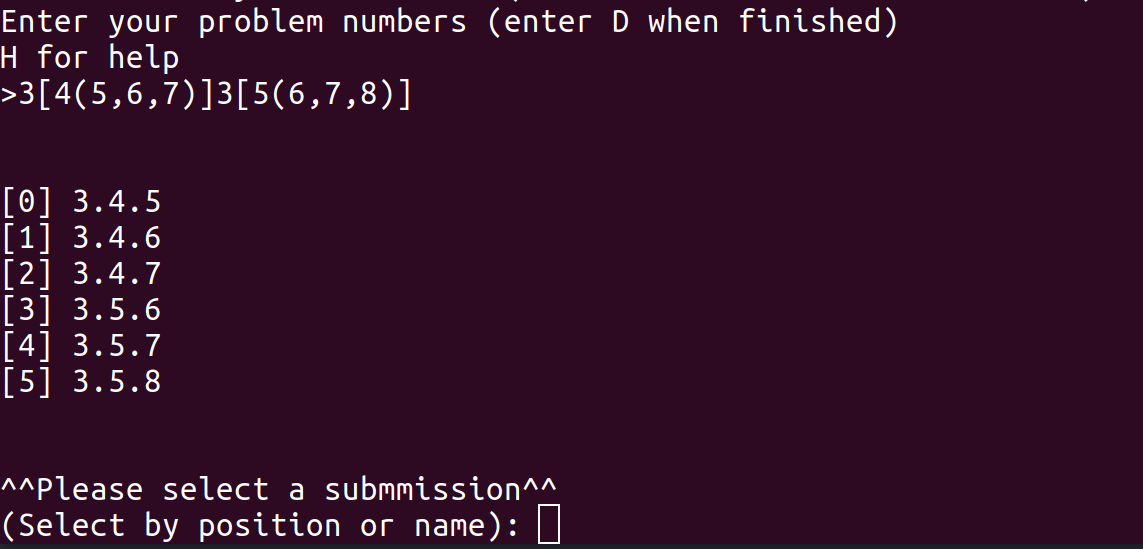 Enter your problem numbers (enter D when finished)
H for help
>3[4(5,6,7)]3[5(6,7,8)]
[0] 3.4.5
[1] 3.4.6
[2] 3.4.7
[3] 3.5.6
[4] 3.5.7
[5] 3.5.8
^^Please select a submmission^^
(Select by position or name):